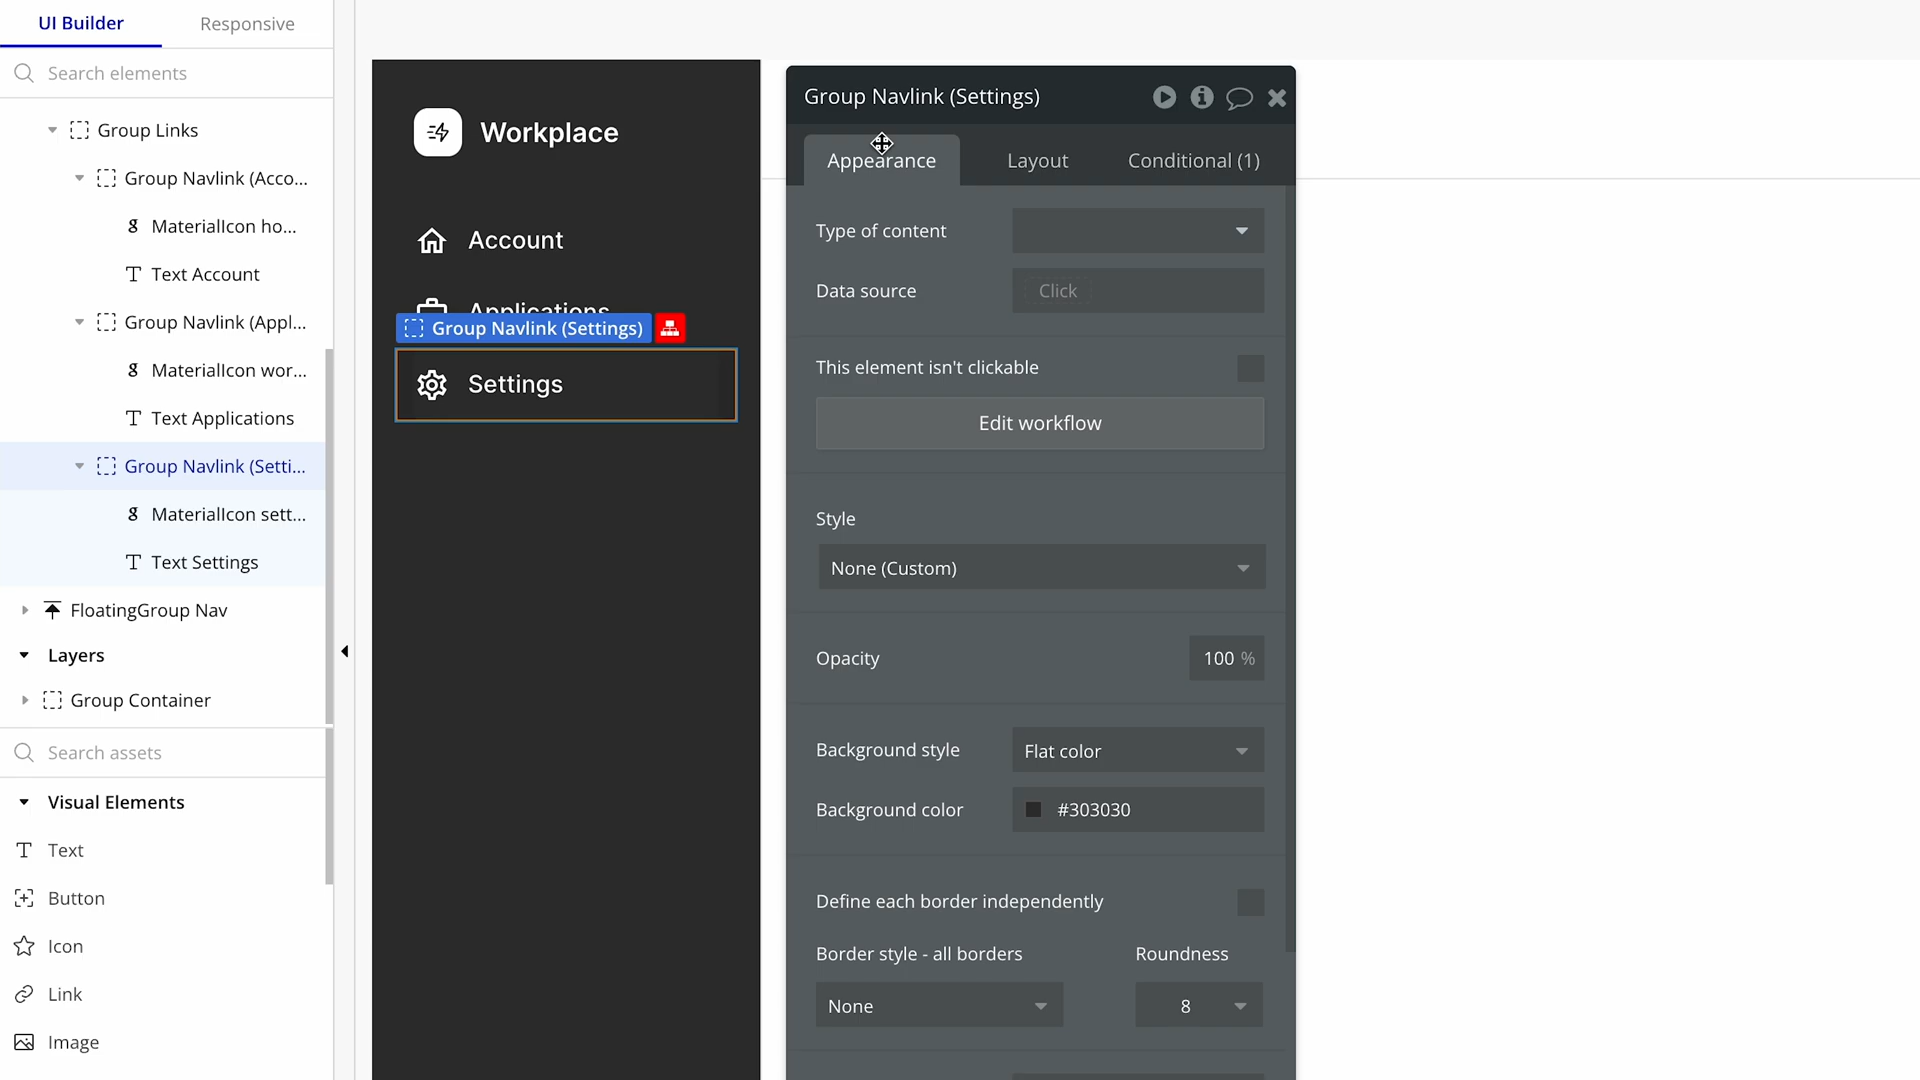 UI Builder
Responsive
Search elements
Group Links
Group Navlink (Acco...
MaterialIcon ho...
Text Account
Group Navlink (Appl...
MaterialIcon wor...
Text Applications
Group Navlink (Setti...
MaterialIcon sett...
Text Settings
FloatingGroup Nav
Layers
Group Container
Search assets
Visual Elements
Text
Button
Icon
Link
Image
Workplace
Account
Applications
Group Navlink (Settings)
Settings
Group Navlink (Settings)
Appearance
Layout
Conditional (1)
Type of content
Data source
Click
This element isn't clickable
Edit workflow
Style
None (Custom)
Opacity
100 %
Background style
Flat color
Background color
#303030
Define each border independently
Border style - all borders
Roundness
None
8